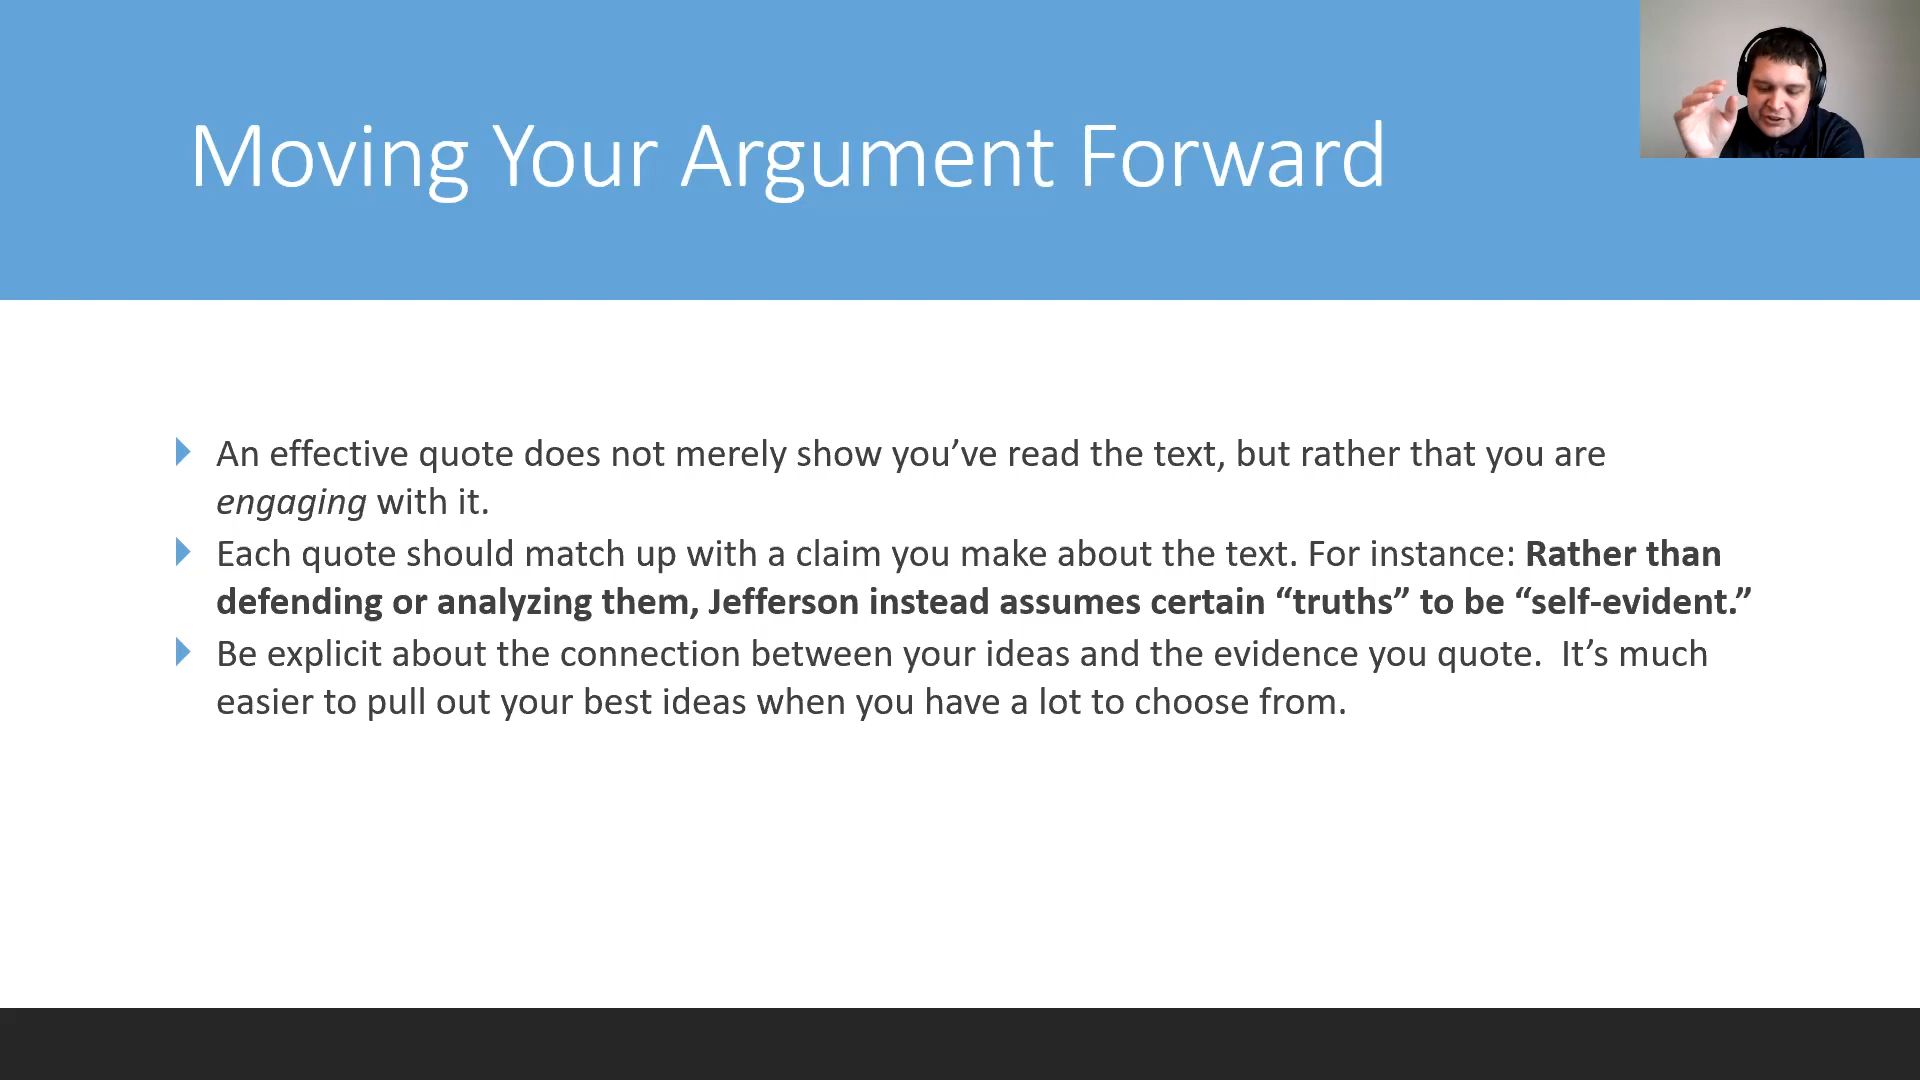 Moving Your Argument Forward
An effective quote does not merely show you’ve read the text, but rather that you are
engaging with it.
Each quote should match up with a claim you make about the text. For instance: Rather than
defending or analyzing them, Jefferson instead assumes certain “truths” to be “self-evident.”
Be explicit about the connection between your ideas and the evidence you quote.  It’s much
easier to pull out your best ideas when you have a lot to choose from.